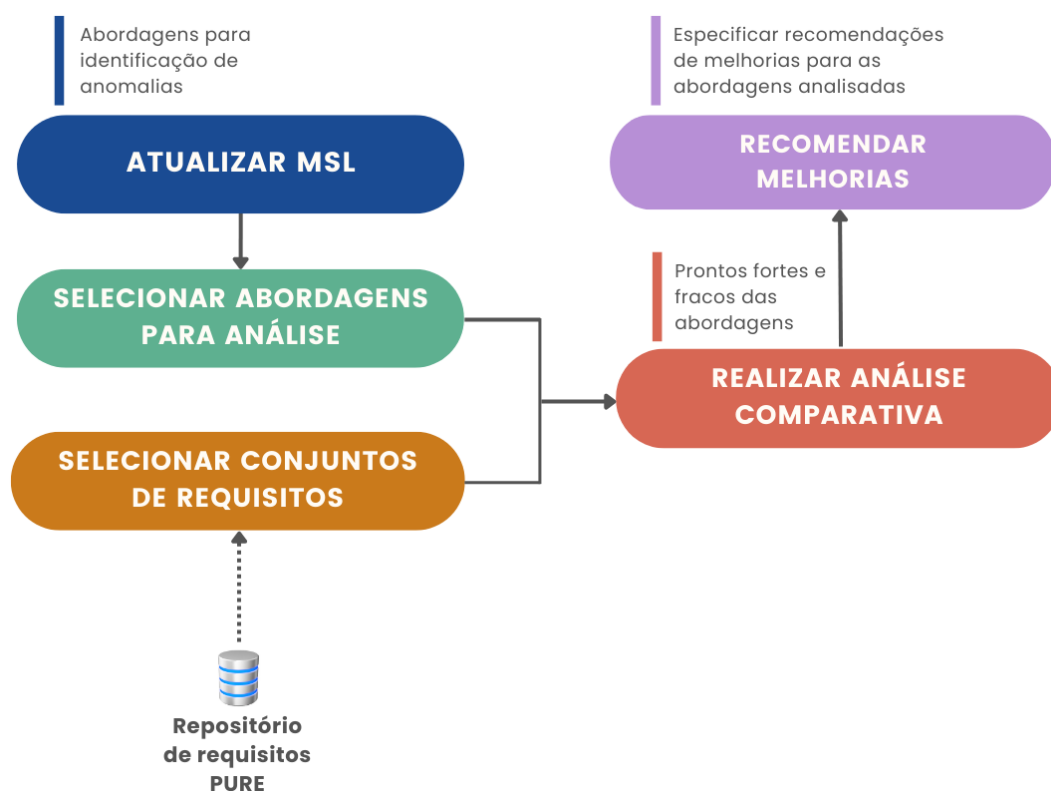 Abordagens para
identificação de
anomalias
ATUALIZAR MSL
SELECIONAR ABORDAGENS
PARA ANÁLISE
SELECIONAR CONJUNTOS
DE REQUISITOS
Repositório
de requisitos
PURE
Especificar recomendações
de melhorias para as
abordagens analisadas
RECOMENDAR
MELHORIAS
Prontos fortes e
fracos das
abordagens
REALIZAR ANÁLISE
COMPARATIVA